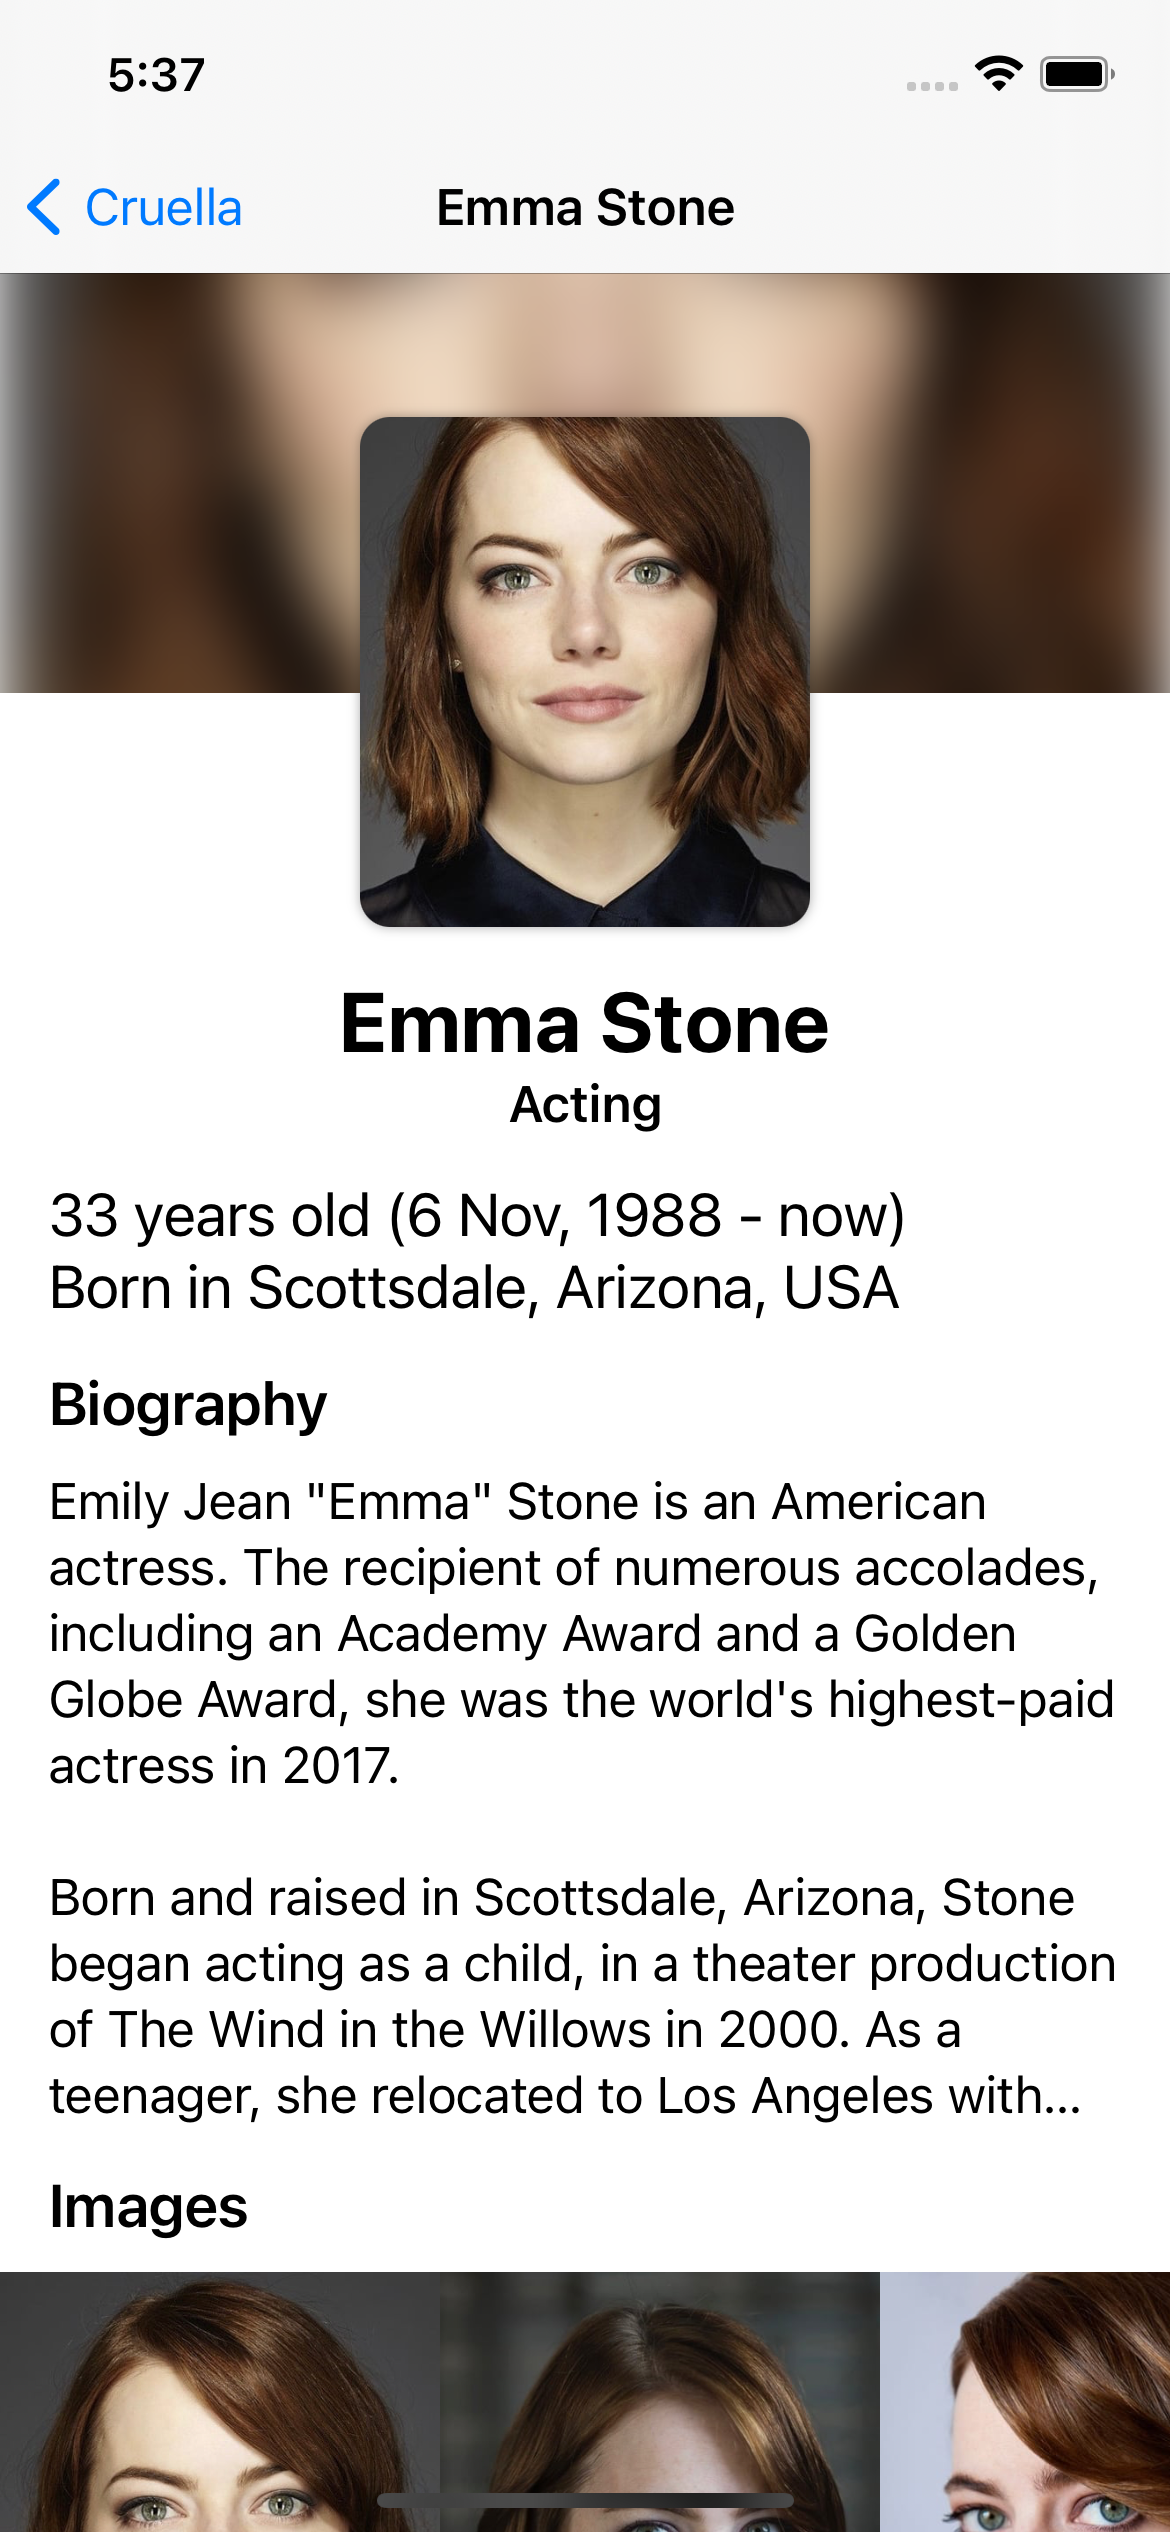 5:37
Cruella
Emma Stone
Emma Stone
Acting
33 years old (6 Nov, 1988 - now)
Born in Scottsdale, Arizona, USA
Biography
Emily Jean "Emma" Stone is an American
actress. The recipient of numerous accolades,
including an Academy Award and a Golden
Globe Award, she was the world's highest-paid
actress in 2017.
Born and raised in Scottsdale, Arizona, Stone
began acting as a child, in a theater production
of The Wind in the Willows in 2000. As a
teenager, she relocated to Los Angeles with...
Images